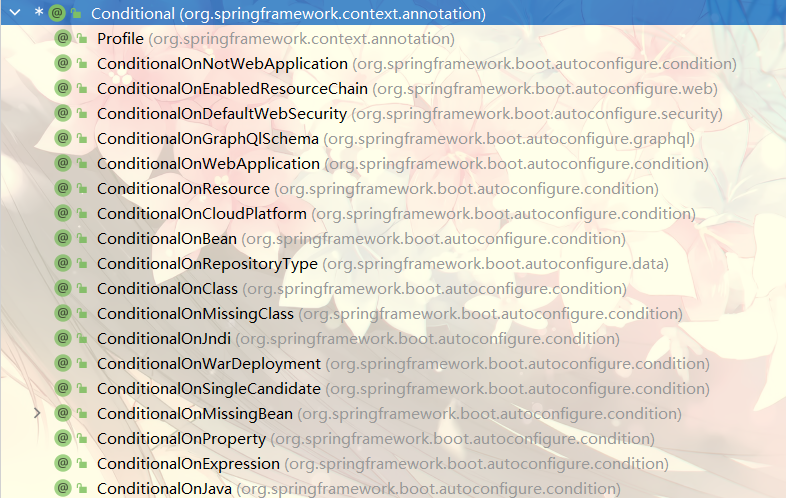 Conditional (org.springframework.context.annotation)
Profile (org.springframework.context.annotation)
ConditionalOnNotWebApplication (org.springframework.boot.autoconfigure.condition)
ConditionalOnEnabledResourceChain (org.springframework.boot.autoconfigure.web)
ConditionalOnDefaultWebSecurity (org.springframework.boot.autoconfigure.security)
ConditionalOnGraphQlSchema (org.springframework.boot.autoconfigure.graphql)
ConditionalOnWebApplication (org.springframework.boot.autoconfigure.condition)
ConditionalOnResource (org.springframework.boot.autoconfigure.condition)
ConditionalOnCloudPlatform (org.springframework.boot.autoconfigure.condition)
ConditionalOnBean (org.springframework.boot.autoconfigure.condition)
ConditionalOnRepositoryType (org.springframework.boot.autoconfigure.data)
ConditionalOnClass (org.springframework.boot.autoconfigure.condition)
ConditionalOnMissingClass (org.springframework.boot.autoconfigure.condition)
ConditionalOnJndi (org.springframework.boot.autoconfigure.condition)
ConditionalOnWarDeployment (org.springframework.boot.autoconfigure.condition)
ConditionalOnSingleCandidate (org.springframework.boot.autoconfigure.condition)
ConditionalOnMissingBean (org.springframework.boot.autoconfigure.condition)
ConditionalOnProperty (org.springframework.boot.autoconfigure.condition)
ConditionalOnExpression (org.springframework.boot.autoconfigure.condition)
ConditionalOnJava (org.springframework.boot.autoconfigure.condition)